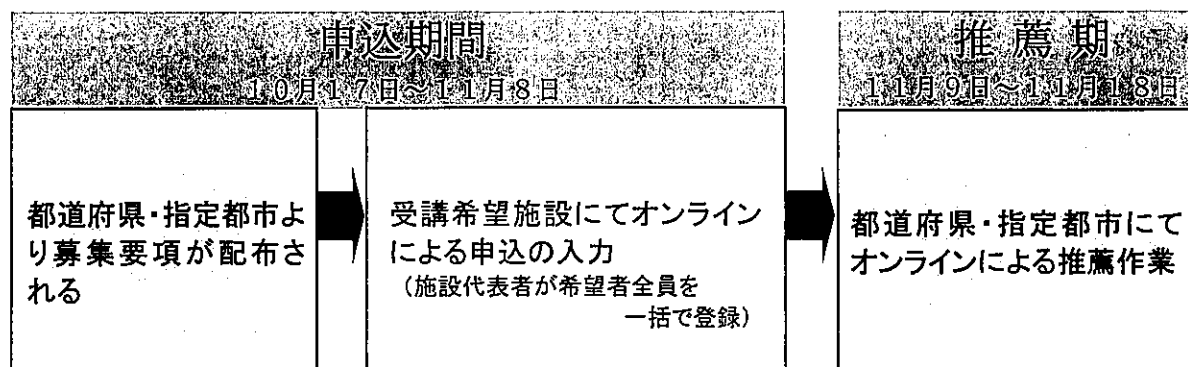 申込期間
10月17日～11月8日
推薦期
11月9日～11月18日
都道府県・指定都市よ
り募集要項が配布さ
れる
受講希望施設にてオンライン
による申込の入力
（施設代表者が希望者全員を
一括で登録）
都道府県・指定都市にて
オンラインによる推薦作業